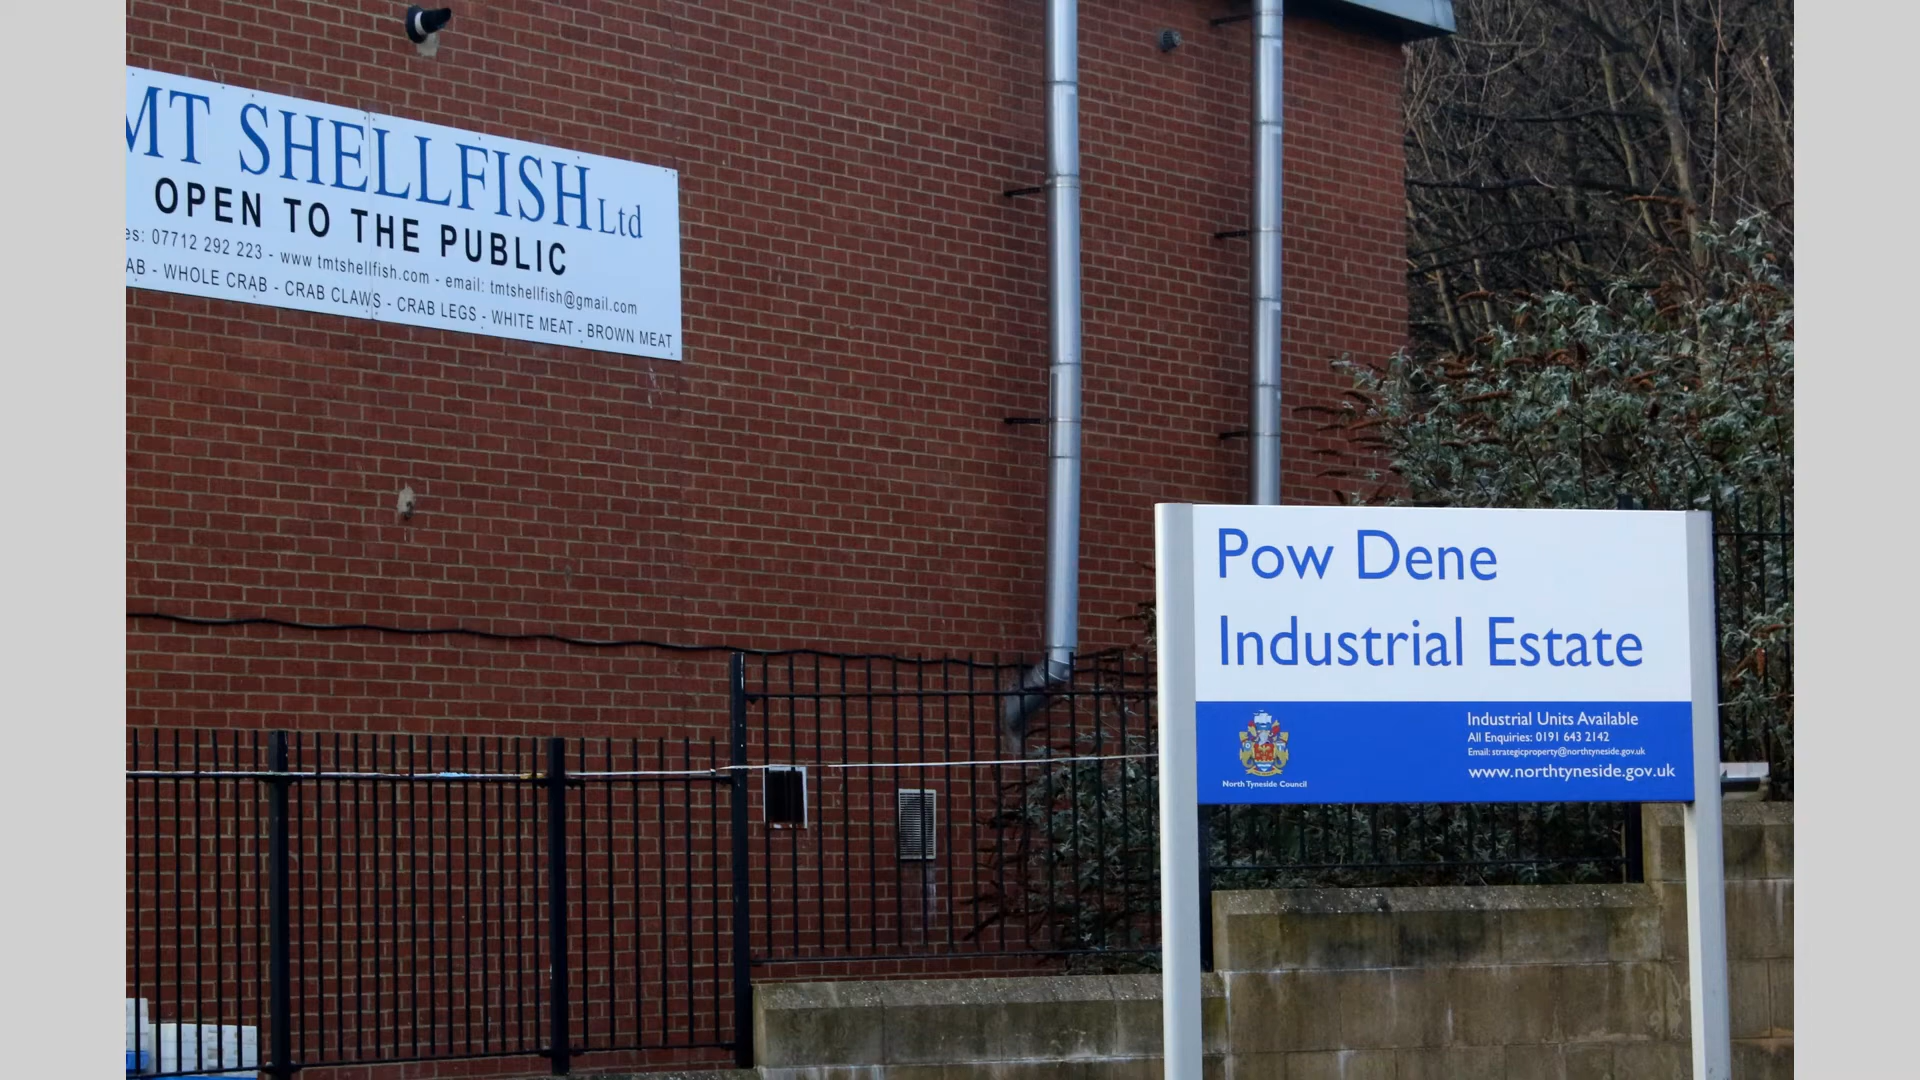 MT SHELLFISH Ltd
OPEN TO THE PUBLIC
es: 07712 292 223 - www tmtshellfish.com - email: tmtshellfish@gmail.com
AB - WHOLE CRAB - CRAB CLAWS - CRAB LEGS - WHITE MEAT - BROWN MEAT
Pow Dene
Industrial Estate
Industrial Units Available
All Enquiries: 0191 643 2142
Email: strategicproperty@northtyneside.gov.uk
www.northtyneside.gov.uk
North Tyneside Council